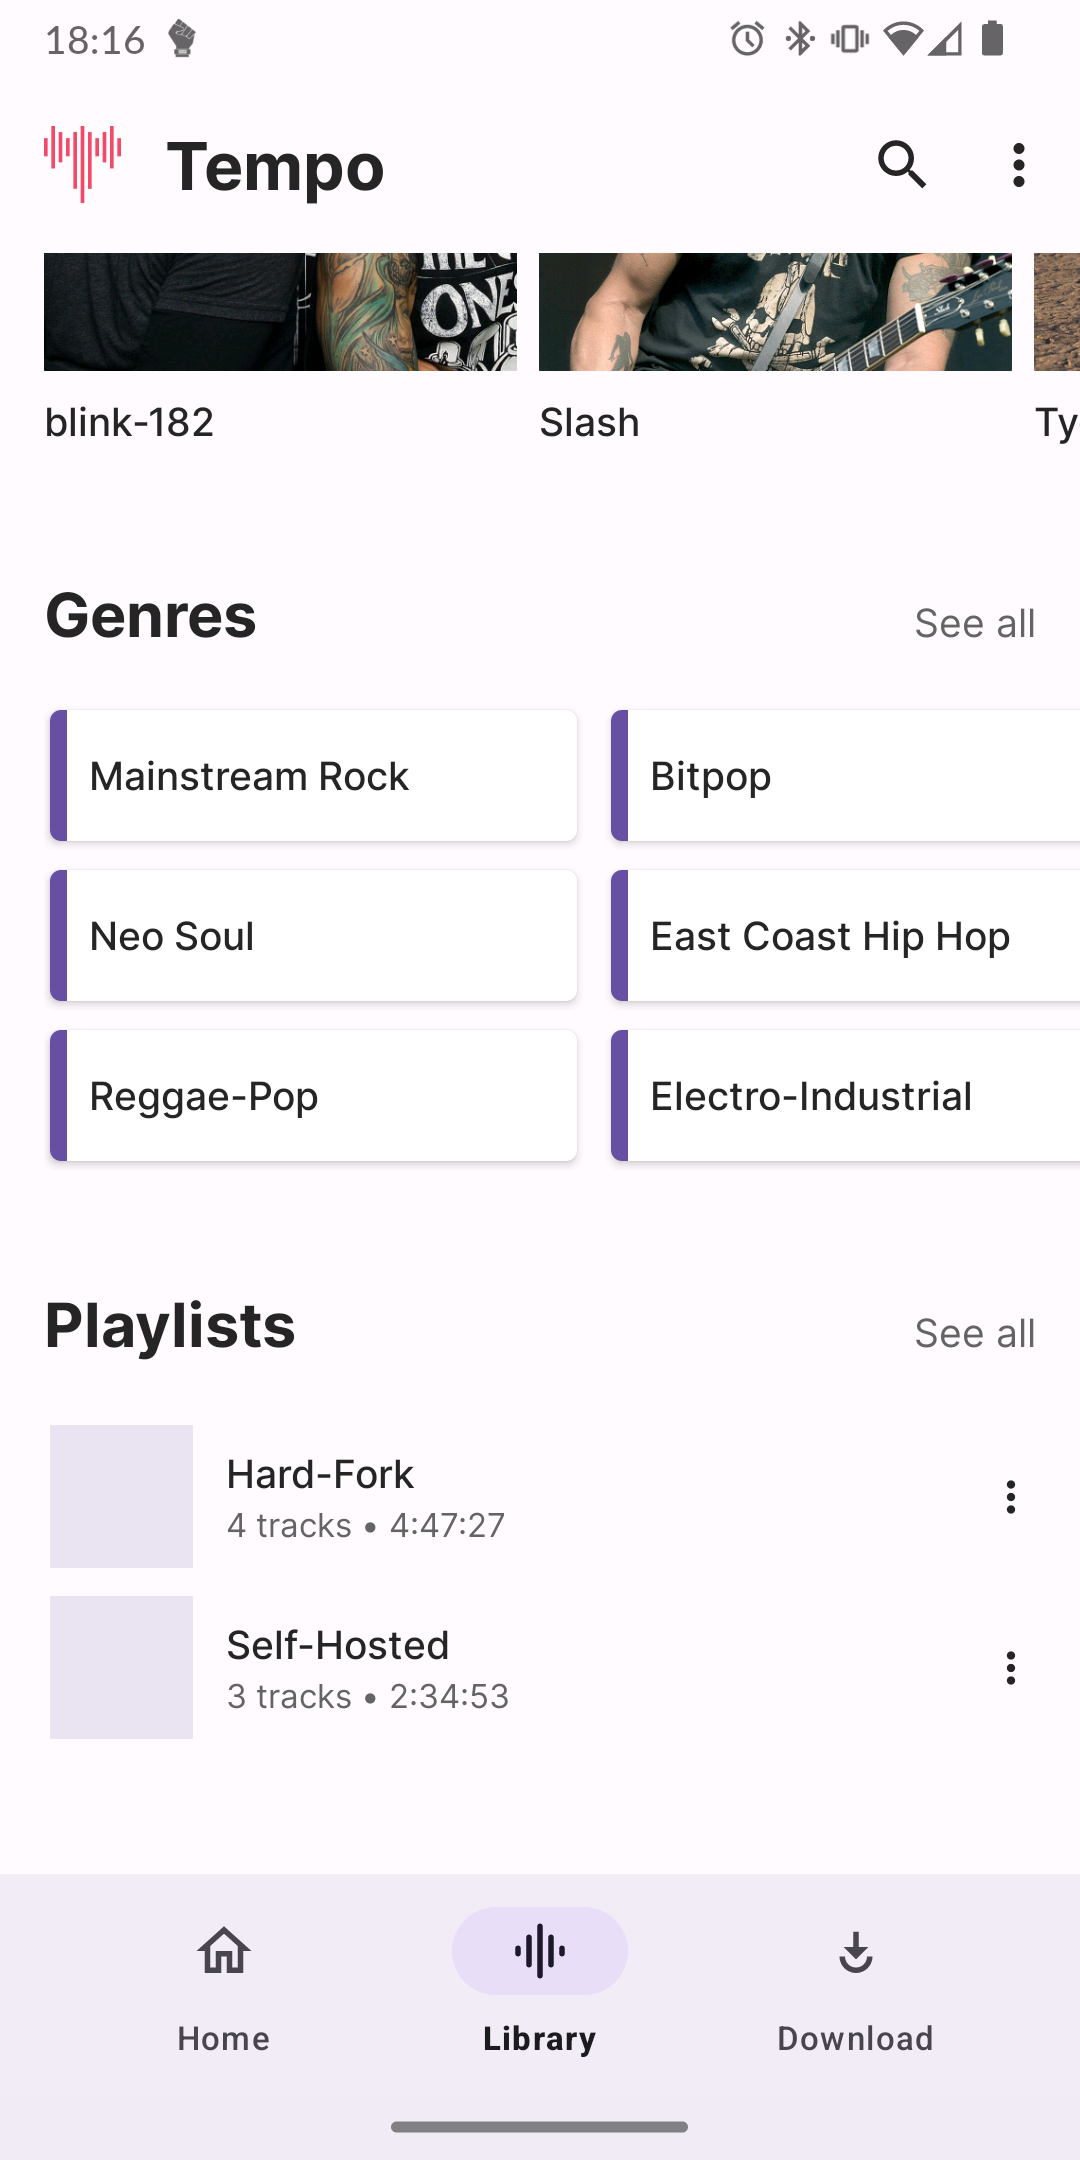 18:16
Tempo
THE
ONES
blink-182
Slash
Ty
Genres
See all
Mainstream Rock
Bitpop
Neo Soul
East Coast Hip Hop
Reggae-Pop
Electro-Industrial
Playlists
See all
Hard-Fork
4 tracks • 4:47:27
Self-Hosted
3 tracks • 2:34:53
Home
Library
Download